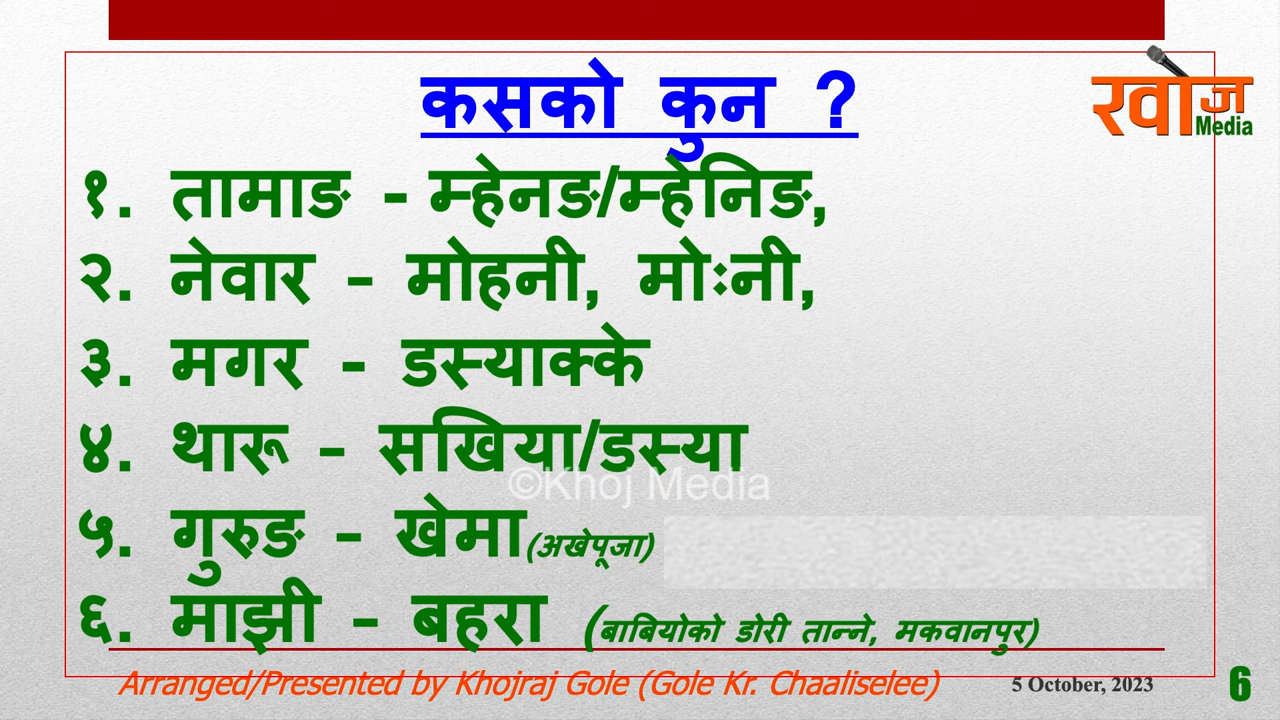 कसको कुन ?
खोज
Media
१. तामाङ - म्हेनङ/म्हेनिङ,
२. नेवार – मोहनी, मोःनी,
३. मगर – डस्याक्के
४. थारू – सखिया/डस्या
©Khoj Media
५. गुरुङ – खेमा(अखेपूजा)
६. माझी – बहरा (बाबियोको डोरी तान्ने, मकवानपुर)
Arranged/Presented by Khojraj Gole (Gole Kr. Chaaliselee)
5 October, 2023
6